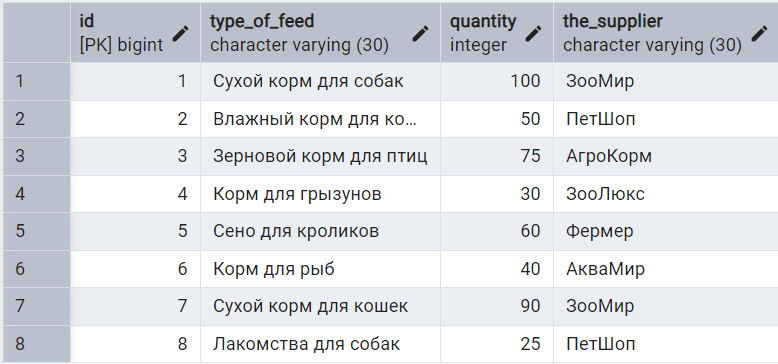 id type_of_feed quantity the_supplier
[PK] bigint character varying (30) integer character varying (30)
1 1 Сухой корм для собак 100 ЗооМир
2 2 Влажный корм для ко… 50 ПетШоп
3 3 Зерновой корм для птиц 75 АгроКорм
4 4 Корм для грызунов 30 ЗооЛюкс
5 5 Сено для кроликов 60 Фермер
6 6 Корм для рыб 40 АкваМир
7 7 Сухой корм для кошек 90 ЗооМир
8 8 Лакомства для собак 25 ПетШоп